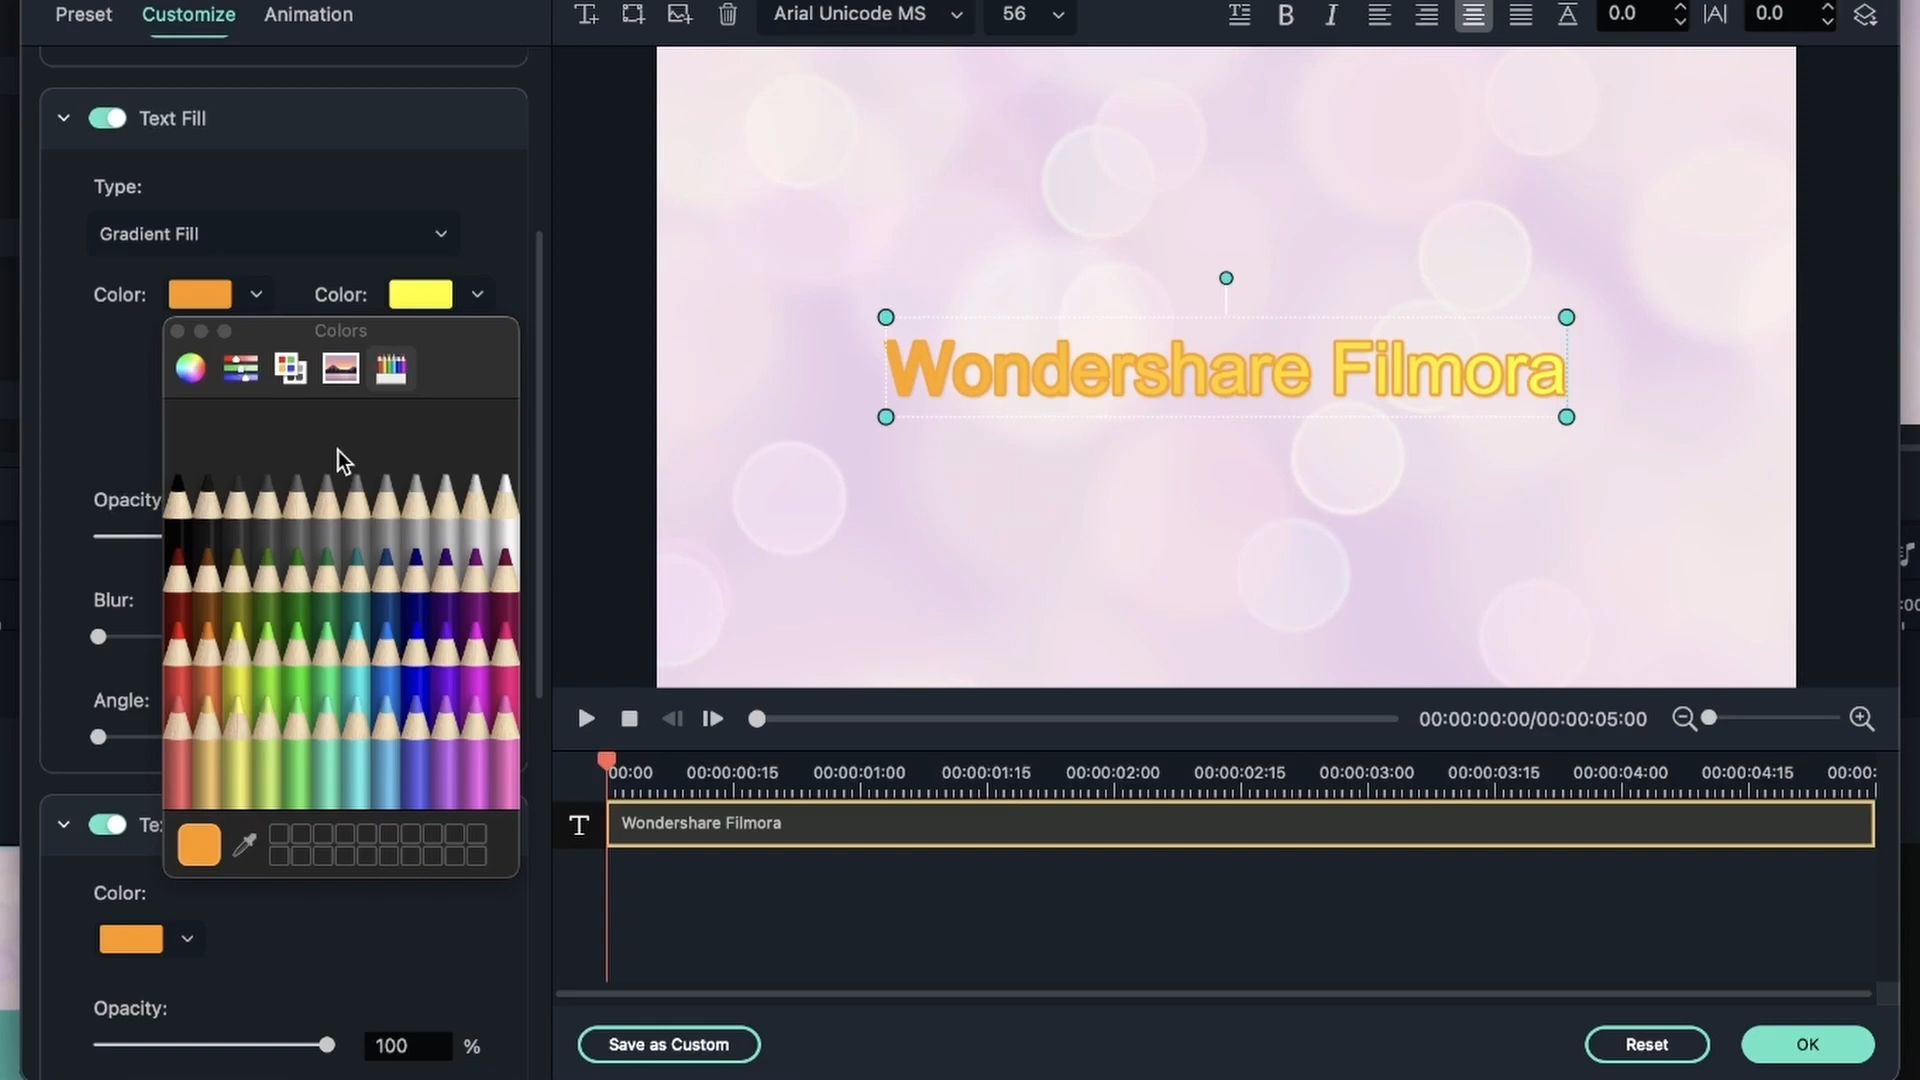 Preset
Customize
Animation
Arial Unicode MS
56
B
I
0.0
0.0
Text Fill
Type:
Gradient Fill
Color:
Color:
Colors
Opacity
Blur:
Angle:
Color:
Opacity:
100
%
Wondershare Filmora
00:00:00:00/00:00:05:00
00:00
00:00:00:15
00:00:01:00
00:00:01:15
00:00:02:00
00:00:02:15
00:00:03:00
00:00:03:15
00:00:04:00
00:00:04:15
00:00:
T
Wondershare Filmora
Save as Custom
Reset
OK